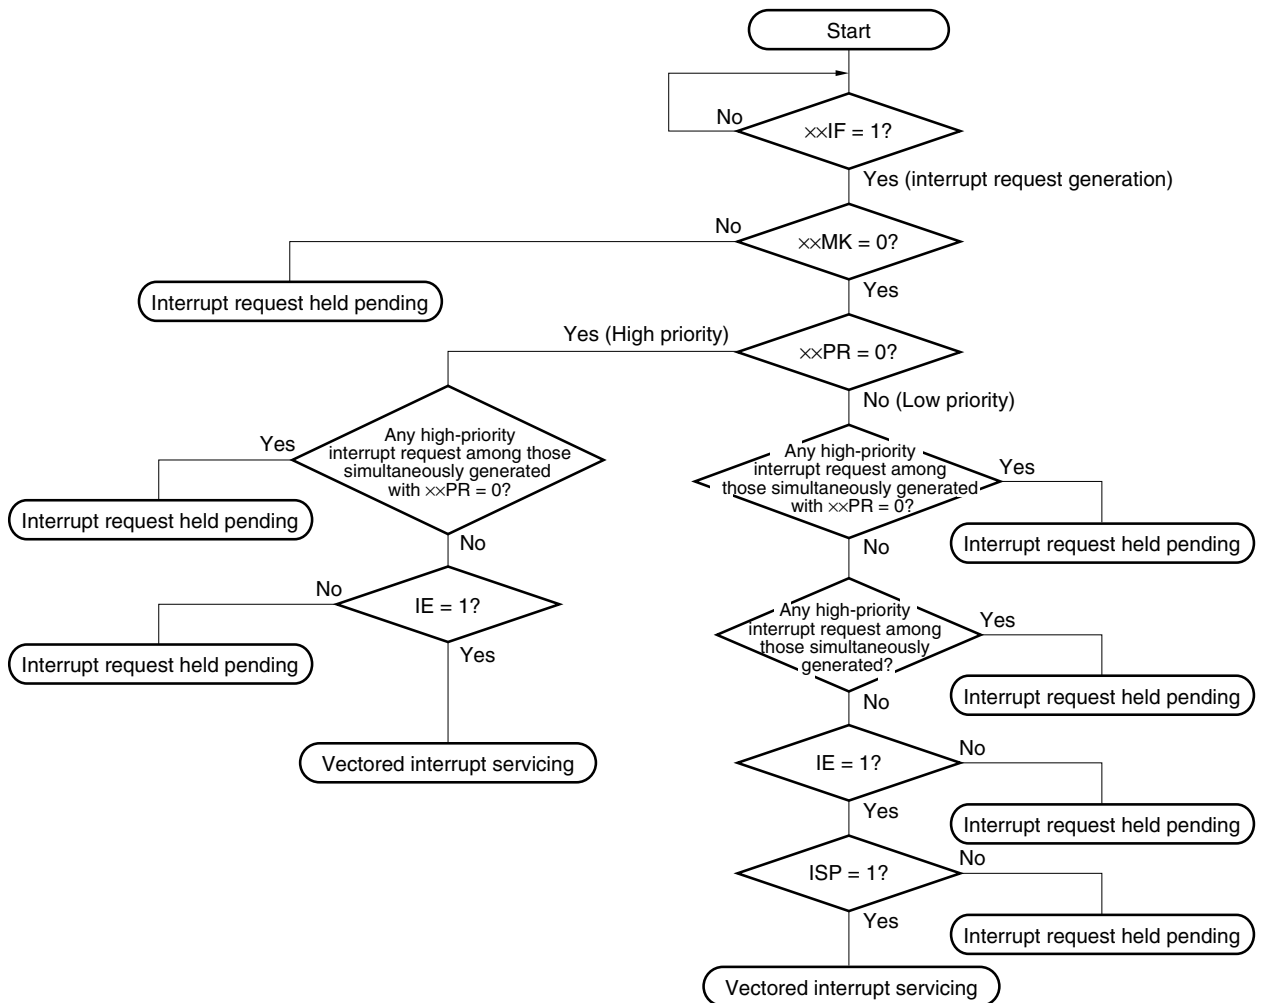 Start
No
××IF = 1?
Yes (interrupt request generation)
No
××MK = 0?
Interrupt request held pending
Yes
Yes (High priority)
××PR = 0?
No (Low priority)
Yes
Any high-priority
interrupt request among those
simultaneously generated
with ××PR = 0?
Any high-priority
interrupt request among
those simultaneously generated
with ××PR = 0?
Yes
Interrupt request held pending
No
Interrupt request held pending
No
No
IE = 1?
Any high-priority
interrupt request among
those simultaneously
generated?
Yes
Interrupt request held pending
Yes
Interrupt request held pending
No
Vectored interrupt servicing
IE = 1?
No
Yes
Interrupt request held pending
ISP = 1?
No
Yes
Interrupt request held pending
Vectored interrupt servicing